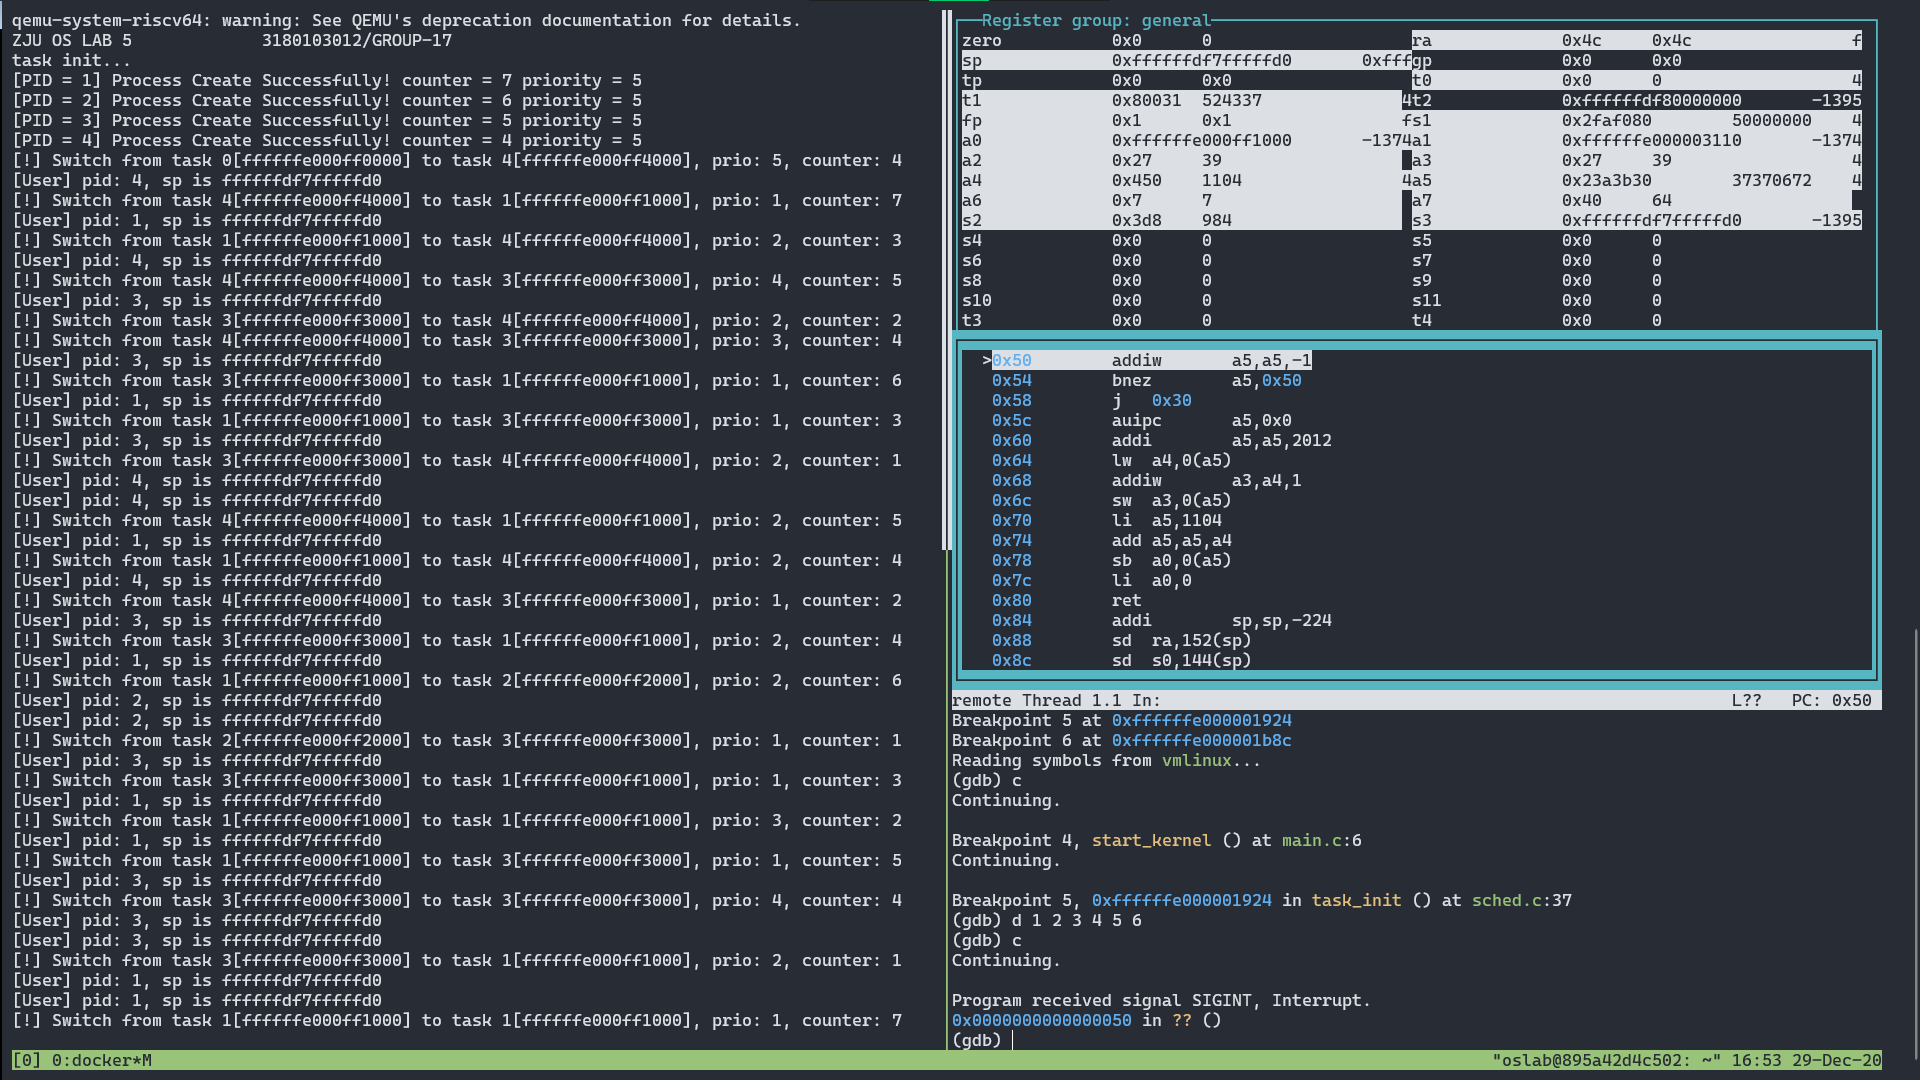 qemu-system-riscv64: warning: See QEMU's deprecation documentation for details.
ZJU OS LAB 5             3180103012/GROUP-17
task init...
[PID = 1] Process Create Successfully! counter = 7 priority = 5
[PID = 2] Process Create Successfully! counter = 6 priority = 5
[PID = 3] Process Create Successfully! counter = 5 priority = 5
[PID = 4] Process Create Successfully! counter = 4 priority = 5
[!] Switch from task 0[ffffffe000ff0000] to task 4[ffffffe000ff4000], prio: 5, counter: 4
[User] pid: 4, sp is ffffffdf7fffffd0
[!] Switch from task 4[ffffffe000ff4000] to task 1[ffffffe000ff1000], prio: 1, counter: 7
[User] pid: 1, sp is ffffffdf7fffffd0
[!] Switch from task 1[ffffffe000ff1000] to task 4[ffffffe000ff4000], prio: 2, counter: 3
[User] pid: 4, sp is ffffffdf7fffffd0
[!] Switch from task 4[ffffffe000ff4000] to task 3[ffffffe000ff3000], prio: 4, counter: 5
[User] pid: 3, sp is ffffffdf7fffffd0
[!] Switch from task 3[ffffffe000ff3000] to task 4[ffffffe000ff4000], prio: 2, counter: 2
[!] Switch from task 4[ffffffe000ff4000] to task 3[ffffffe000ff3000], prio: 3, counter: 4
[User] pid: 3, sp is ffffffdf7fffffd0
[!] Switch from task 3[ffffffe000ff3000] to task 1[ffffffe000ff1000], prio: 1, counter: 6
[User] pid: 1, sp is ffffffdf7fffffd0
[!] Switch from task 1[ffffffe000ff1000] to task 3[ffffffe000ff3000], prio: 1, counter: 3
[User] pid: 3, sp is ffffffdf7fffffd0
[!] Switch from task 3[ffffffe000ff3000] to task 4[ffffffe000ff4000], prio: 2, counter: 1
[User] pid: 4, sp is ffffffdf7fffffd0
[User] pid: 4, sp is ffffffdf7fffffd0
[!] Switch from task 4[ffffffe000ff4000] to task 1[ffffffe000ff1000], prio: 2, counter: 5
[User] pid: 1, sp is ffffffdf7fffffd0
[!] Switch from task 1[ffffffe000ff1000] to task 4[ffffffe000ff4000], prio: 2, counter: 4
[User] pid: 4, sp is ffffffdf7fffffd0
[!] Switch from task 4[ffffffe000ff4000] to task 3[ffffffe000ff3000], prio: 1, counter: 2
[User] pid: 3, sp is ffffffdf7fffffd0
[!] Switch from task 3[ffffffe000ff3000] to task 1[ffffffe000ff1000], prio: 2, counter: 4
[User] pid: 1, sp is ffffffdf7fffffd0
[!] Switch from task 1[ffffffe000ff1000] to task 2[ffffffe000ff2000], prio: 2, counter: 6
[User] pid: 2, sp is ffffffdf7fffffd0
[User] pid: 2, sp is ffffffdf7fffffd0
[!] Switch from task 2[ffffffe000ff2000] to task 3[ffffffe000ff3000], prio: 1, counter: 1
[User] pid: 3, sp is ffffffdf7fffffd0
[!] Switch from task 3[ffffffe000ff3000] to task 1[ffffffe000ff1000], prio: 1, counter: 3
[User] pid: 1, sp is ffffffdf7fffffd0
[!] Switch from task 1[ffffffe000ff1000] to task 1[ffffffe000ff1000], prio: 3, counter: 2
[User] pid: 1, sp is ffffffdf7fffffd0
[!] Switch from task 1[ffffffe000ff1000] to task 3[ffffffe000ff3000], prio: 1, counter: 5
[User] pid: 3, sp is ffffffdf7fffffd0
[!] Switch from task 3[ffffffe000ff3000] to task 3[ffffffe000ff3000], prio: 4, counter: 4
[User] pid: 3, sp is ffffffdf7fffffd0
[User] pid: 3, sp is ffffffdf7fffffd0
[!] Switch from task 3[ffffffe000ff3000] to task 1[ffffffe000ff1000], prio: 2, counter: 1
[User] pid: 1, sp is ffffffdf7fffffd0
[User] pid: 1, sp is ffffffdf7fffffd0
[!] Switch from task 1[ffffffe000ff1000] to task 1[ffffffe000ff1000], prio: 1, counter: 7
Register group: general
zero 0x0 0 ra 0x4c 0x4c f
sp 0xffffffdf7fffffd0 0xfffgp 0x0 0x0
tp 0x0 0x0 t0 0x0 0 4
t1 0x80031 524337 4t2 0xffffffdf80000000 -1395
fp 0x1 0x1 fs1 0x2faf080 50000000 4
a0 0xffffffe000ff1000 -1374a1 0xffffffe000003110 -1374
a2 0x27 39 a3 0x27 39 4
a4 0x450 1104 4a5 0x23a3b30 37370672 4
a6 0x7 7 a7 0x40 64
s2 0x3d8 984 s3 0xffffffdf7fffffd0 -1395
s4 0x0 0 s5 0x0 0
s6 0x0 0 s7 0x0 0
s8 0x0 0 s9 0x0 0
s10 0x0 0 s11 0x0 0
t3 0x0 0 t4 0x0 0
>0x50 addiw a5,a5,-1
0x54 bnez a5,0x50
0x58 j 0x30
0x5c auipc a5,0x0
0x60 addi a5,a5,2012
0x64 lw a4,0(a5)
0x68 addiw a3,a4,1
0x6c sw a3,0(a5)
0x70 li a5,1104
0x74 add a5,a5,a4
0x78 sb a0,0(a5)
0x7c li a0,0
0x80 ret
0x84 addi sp,sp,-224
0x88 sd ra,152(sp)
0x8c sd s0,144(sp)
remote Thread 1.1 In: L?? PC: 0x50
Breakpoint 5 at 0xffffffe000001924
Breakpoint 6 at 0xffffffe000001b8c
Reading symbols from vmlinux...
(gdb) c
Continuing.
Breakpoint 4, start_kernel () at main.c:6
Continuing.
Breakpoint 5, 0xffffffe000001924 in task_init () at sched.c:37
(gdb) d 1 2 3 4 5 6
(gdb) c
Continuing.
Program received signal SIGINT, Interrupt.
0x0000000000000050 in ?? ()
(gdb)
[0] 0:docker*M "oslab@895a42d4c502: ~" 16:53 29-Dec-20